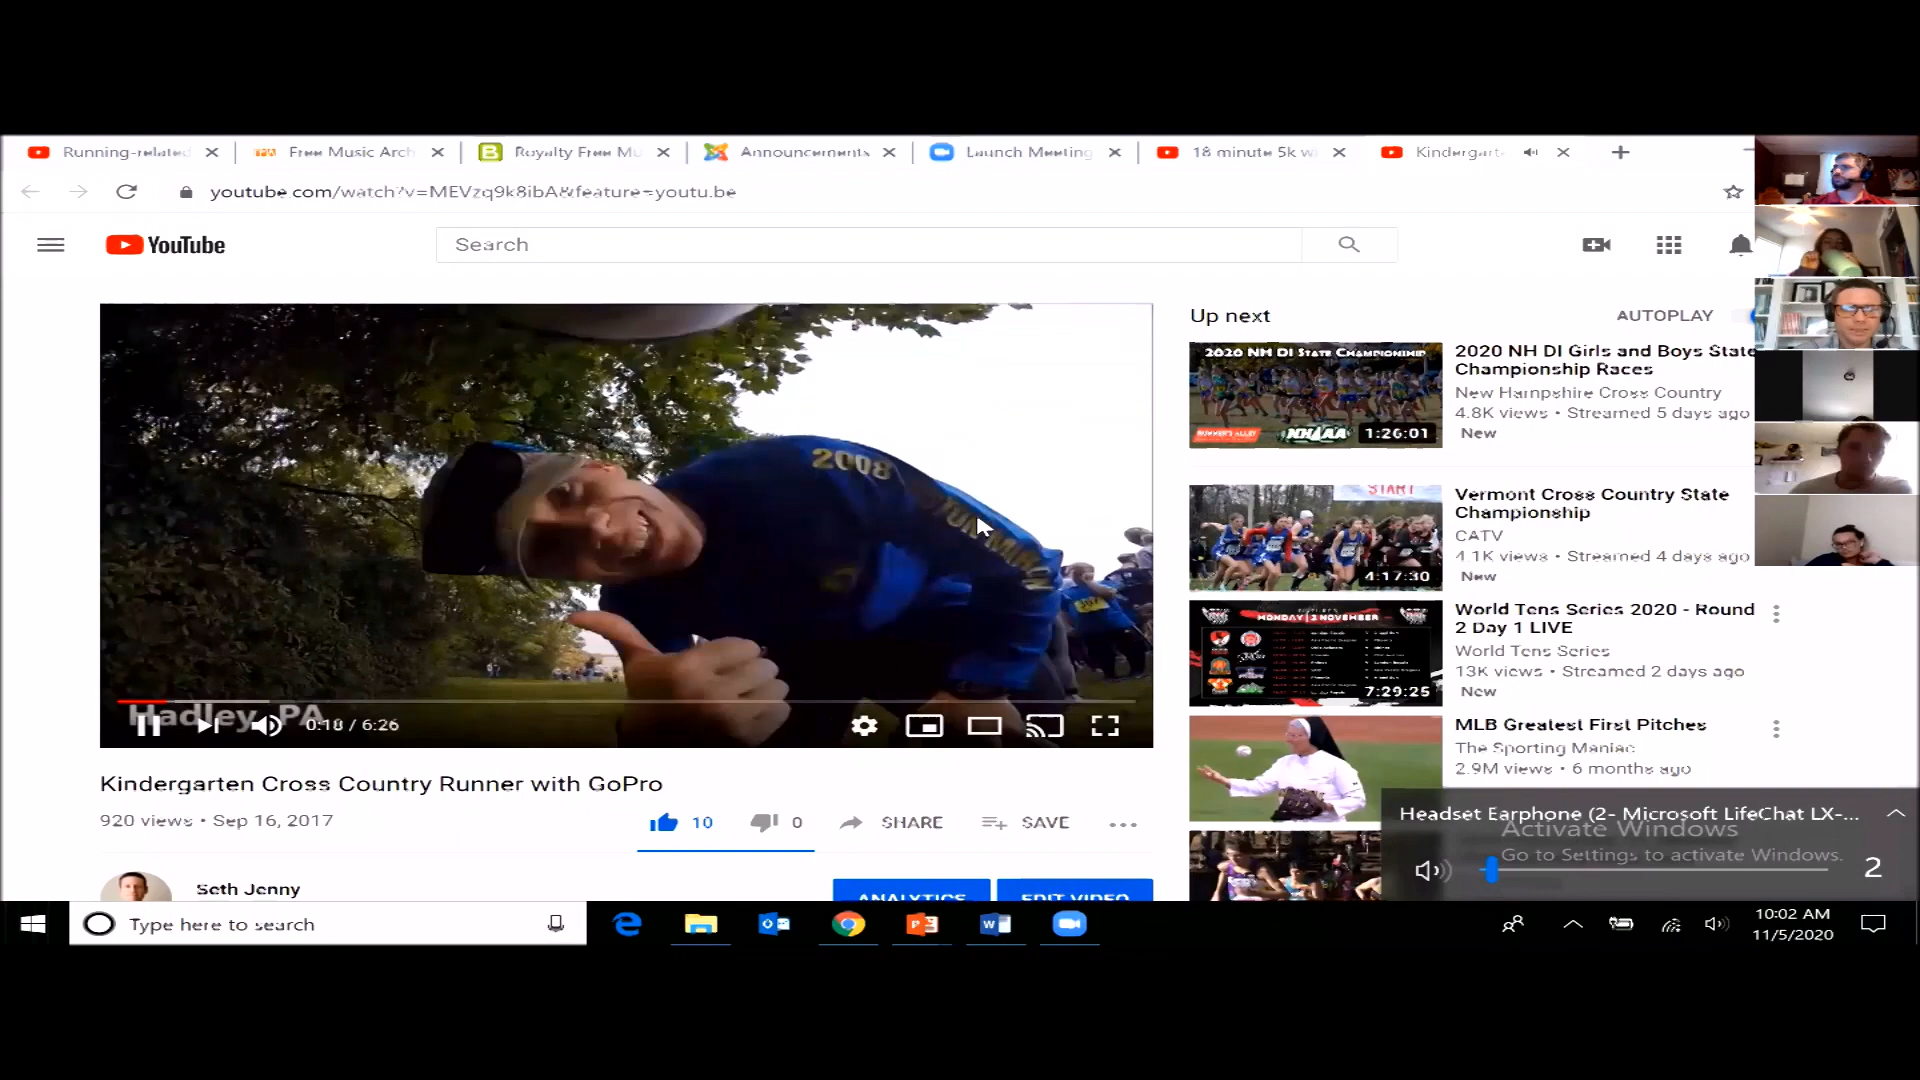 Running-related
Free Music Arch
Royalty Free Mu
Announcements
Launch Meeting
18 minute 5k wi
Kindergart
youtube.com/watch?v=MEVzq9k8ibA&feature=youtu.be
YouTube
Search
2008
Hadley, PA
0:18 / 6:26
Kindergarten Cross Country Runner with GoPro
920 views • Sep 16, 2017
10
0
SHARE
SAVE
Seth Jenny
ANALYTICS
EDIT VIDEO
Up next
AUTOPLAY
2020 NH DI STATE CHAMPIONSHIP
RUNNER'S ALLEY
NHIAA
1:26:01
2020 NH DI Girls and Boys State
Championship Races
New Hampshire Cross Country
4.8K views • Streamed 5 days ago
New
START
4:17:30
Vermont Cross Country State
Championship
CATV
4.1K views • Streamed 4 days ago
New
MONDAY | 2 NOVEMBER
7:29:25
World Tens Series 2020 - Round
2 Day 1 LIVE
World Tens Series
13K views • Streamed 2 days ago
New
MLB Greatest First Pitches
The Sporting Maniac
2.9M views • 6 months ago
Headset Earphone (2- Microsoft LifeChat LX-...
Activate Windows
Go to Settings to activate Windows.
2
Type here to search
10:02 AM
11/5/2020